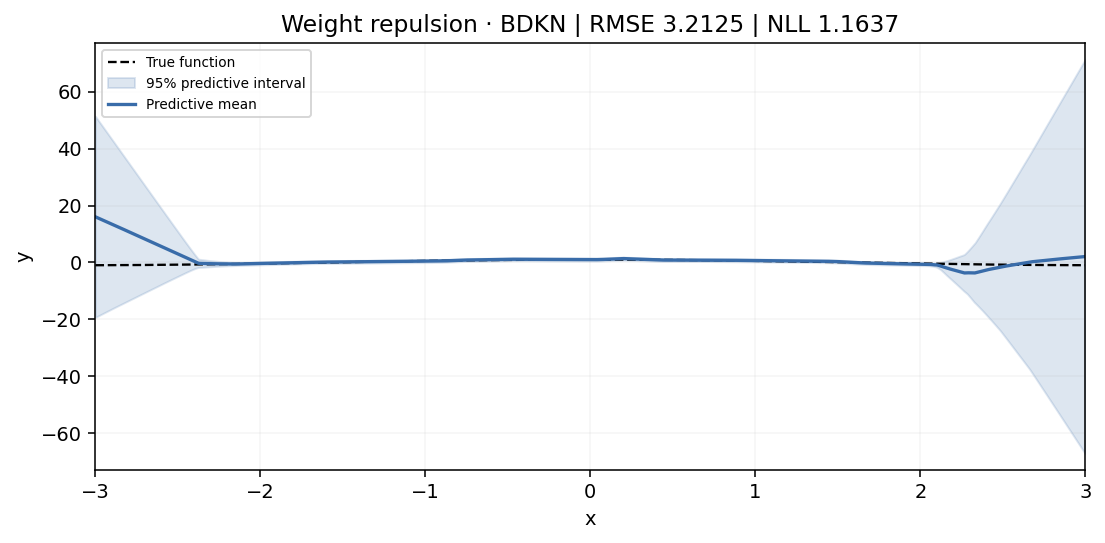 Weight repulsion · BDKN | RMSE 3.2125 | NLL 1.1637
True function
95% predictive interval
Predictive mean
60
40
20
0
−20
−40
−60
y
−3 −2 −1 0 1 2 3
x